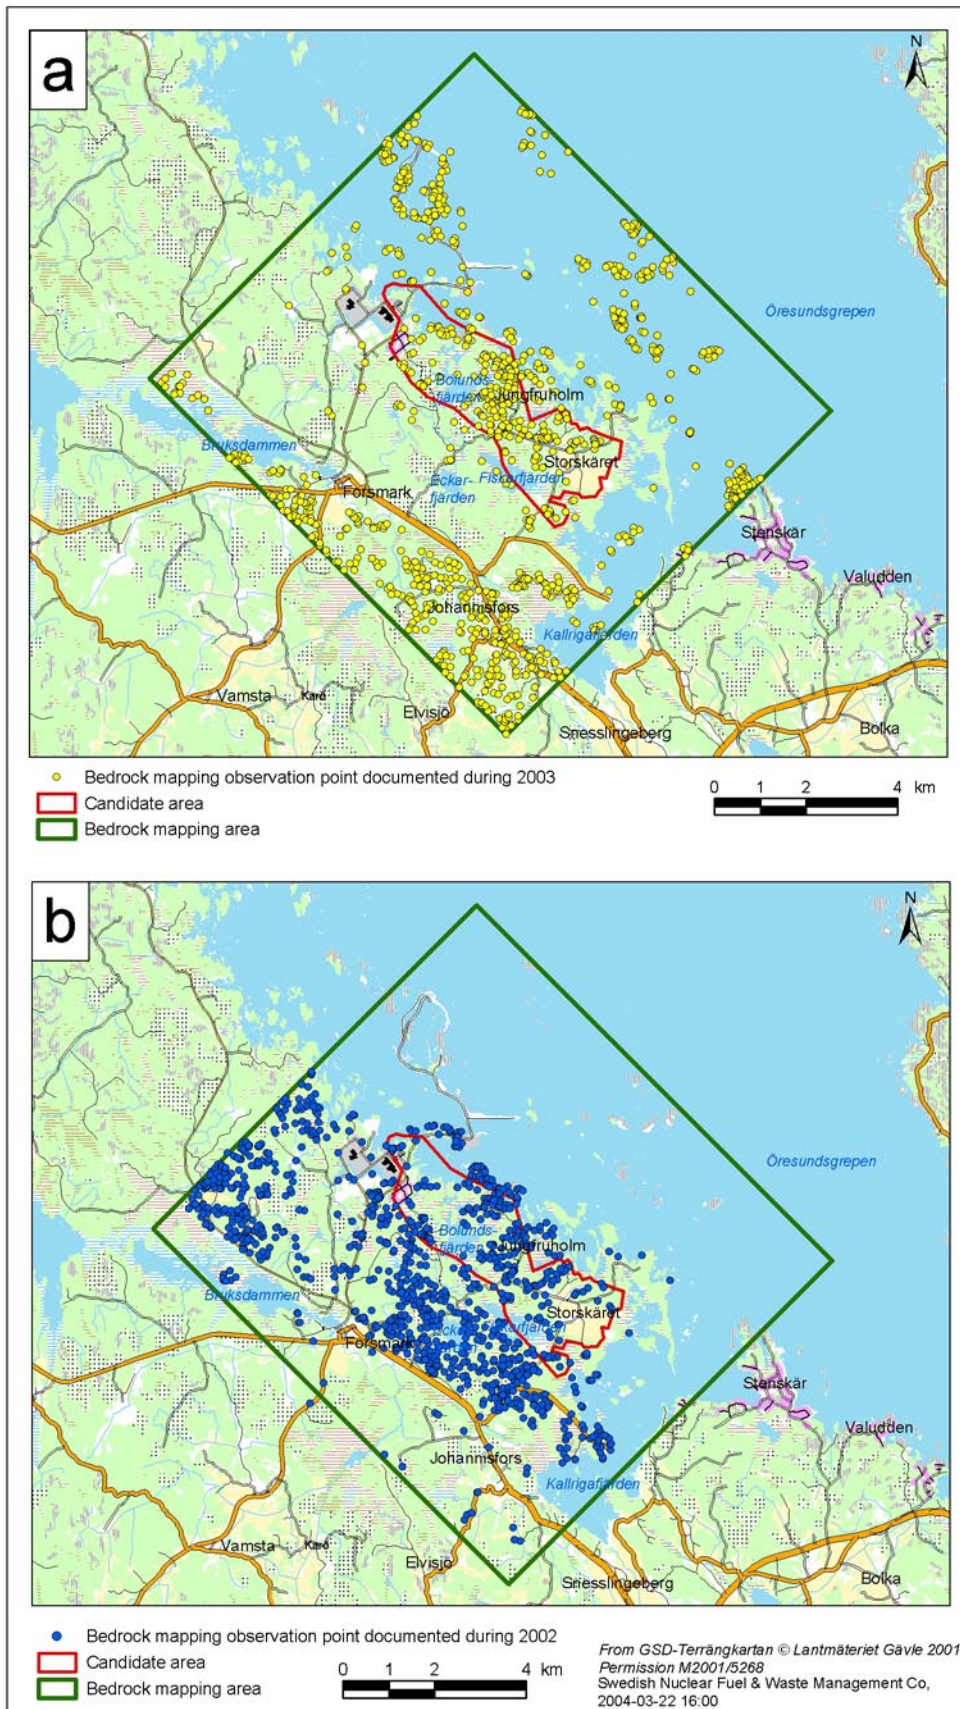 a
N
Öresundsgrepen
Bolunds-
fjärden
Jungfruholm
Bruksdammen
Storskäret
Eckar-
fjärden
Fiskarfjärden
Forsmark
Stenskär
Valudden
Johannisfors
Kallrigafjärden
Vamsta
Karö
Elvisjö
Snesslingeberg
Bolka
Bedrock mapping observation point documented during 2003
Candidate area
Bedrock mapping area
0 1 2 4 km
b
N
Öresundsgrepen
Bolunds-
fjärden
Jungfruholm
Bruksdammen
Storskäret
Forsmark
Stenskär
Valudden
Johannisfors
Kallrigafjärden
Vamsta
Karö
Elvisjö
Snesslingeberg
Bolka
Bedrock mapping observation point documented during 2002
Candidate area
Bedrock mapping area
0 1 2 4 km
From GSD-Terrängkartan © Lantmäteriet Gävle 2001
Permission M2001/5268
Swedish Nuclear Fuel & Waste Management Co,
2004-03-22 16:00